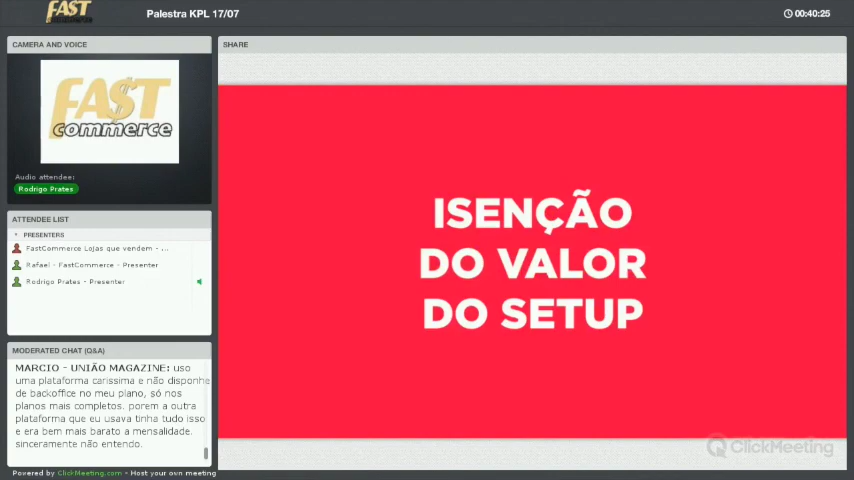 FA$T
commerce
Palestra KPL 17/07
00:40:25
CAMERA AND VOICE
FA$T
commerce
Audio attendee:
Rodrigo Prates
ATTENDEE LIST
PRESENTERS
FastCommerce Lojas que vendem - ...
Rafael - FastCommerce - Presenter
Rodrigo Prates - Presenter
MODERATED CHAT (Q&A)
MARCIO - UNIÃO MAGAZINE: uso
uma plataforma carissima e não disponhe
de backoffice no meu plano, só nos
planos mais completos. porem a outra
plataforma que eu usava tinha tudo isso
e era bem mais barato a mensalidade.
sinceramente não entendo.
Powered by ClickMeeting.com - Host your own meeting
SHARE
ISENÇÃO
DO VALOR
DO SETUP
ClickMeeting